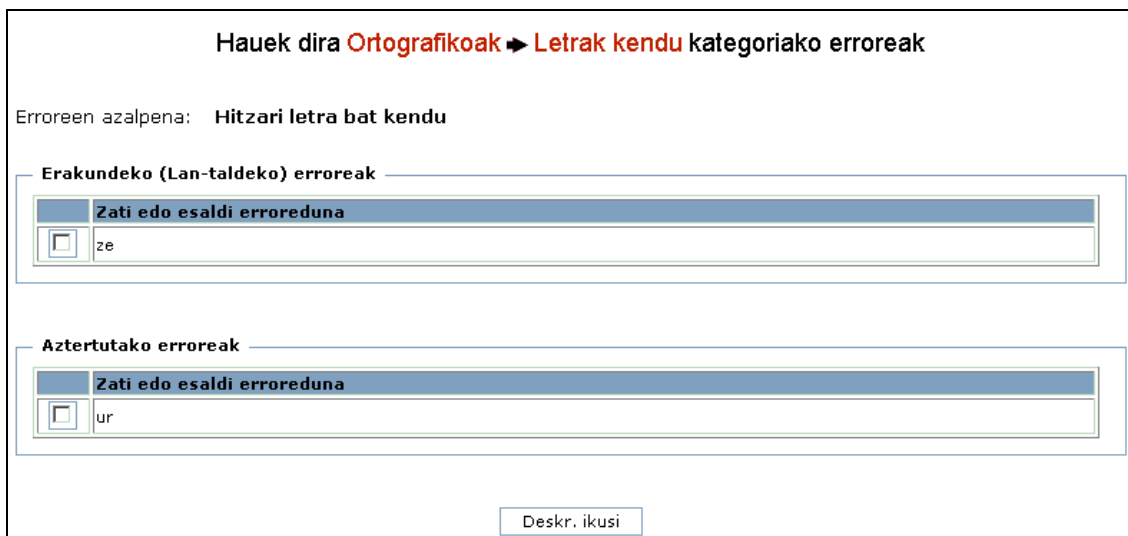 Hauek dira Ortografikoak → Letrak kendu kategoriako erroreak
Erroreen azalpena: Hitzari letra bat kendu
Erakundeko (Lan-taldeko) erroreak
Zati edo esaldi erroreduna
ze
Aztertutako erroreak
Zati edo esaldi erroreduna
ur
Deskr. ikusi